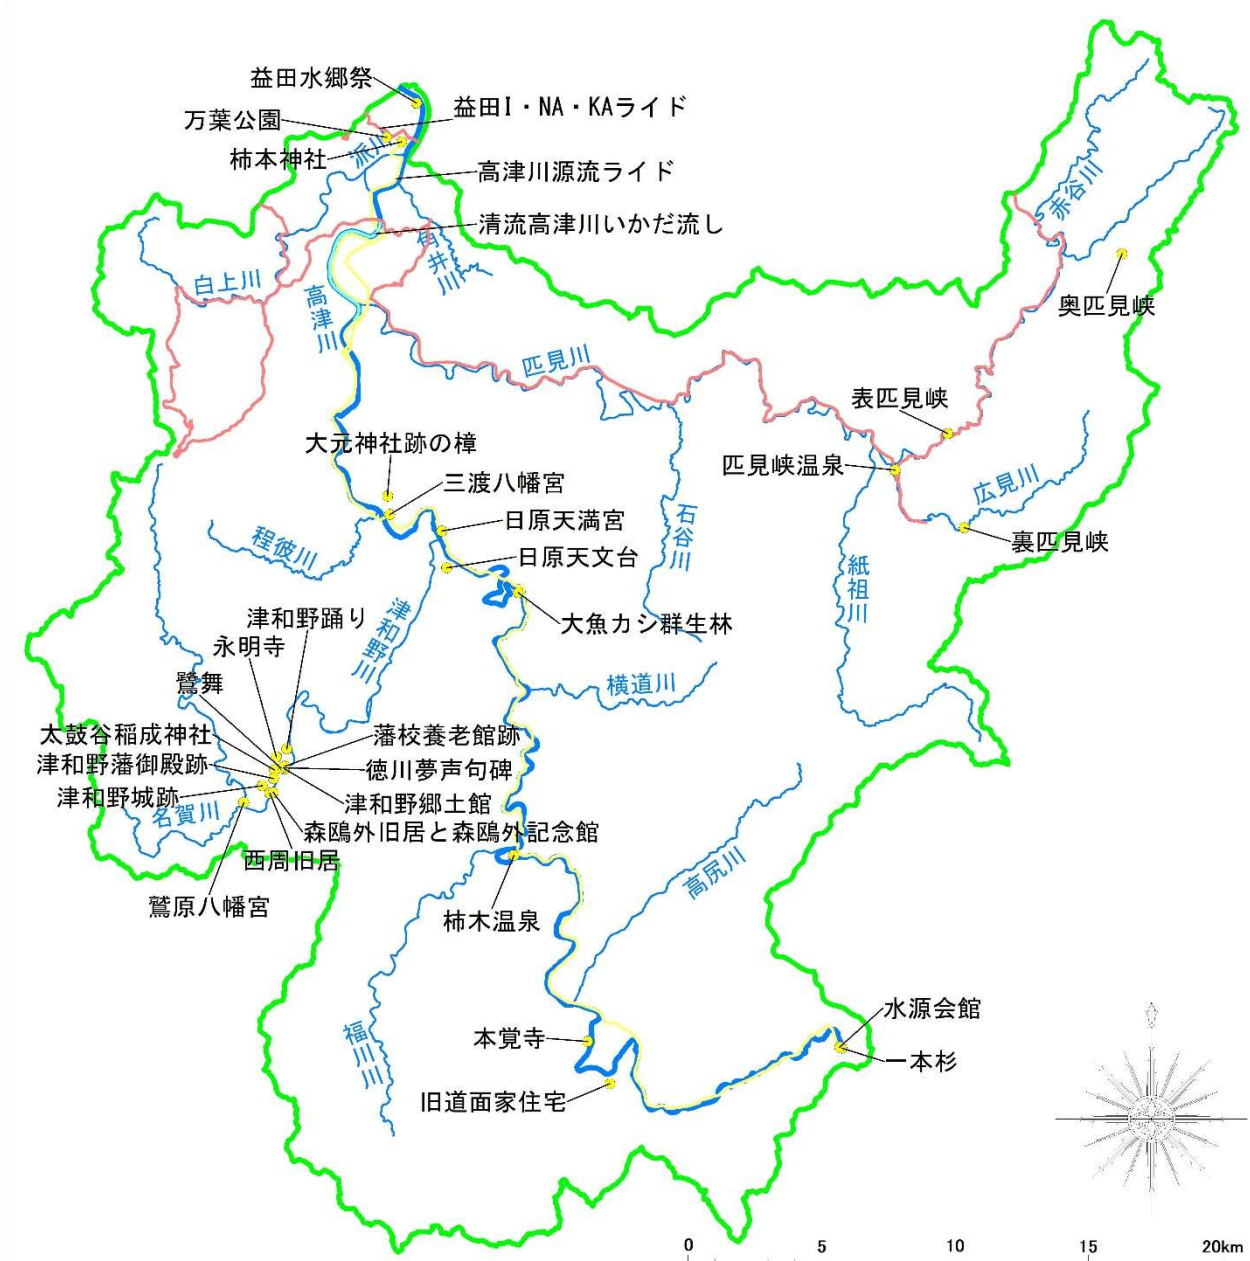 益田水郷祭
益田I・NA・KAライド
万葉公園
派川
柿本神社
高津川源流ライド
清流高津川いかだ流し
角井川
赤谷川
白上川
高津川
奥匹見峡
匹見川
表匹見峡
大元神社跡の樟
匹見峡温泉
三渡八幡宮
広見川
日原天満宮
石谷川
程彼川
裏匹見峡
日原天文台
紙祖川
津和野踊り
津和野川
大魚カシ群生林
永明寺
鷺舞
横道川
太鼓谷稲成神社
藩校養老館跡
津和野藩御殿跡
徳川夢声句碑
津和野城跡
津和野郷土館
名賀川
森鴎外旧居と森鴎外記念館
西周旧居
高尻川
鷲原八幡宮
柿木温泉
水源会館
福川川
本覚寺
一本杉
旧道面家住宅
0 5 10 15 20km